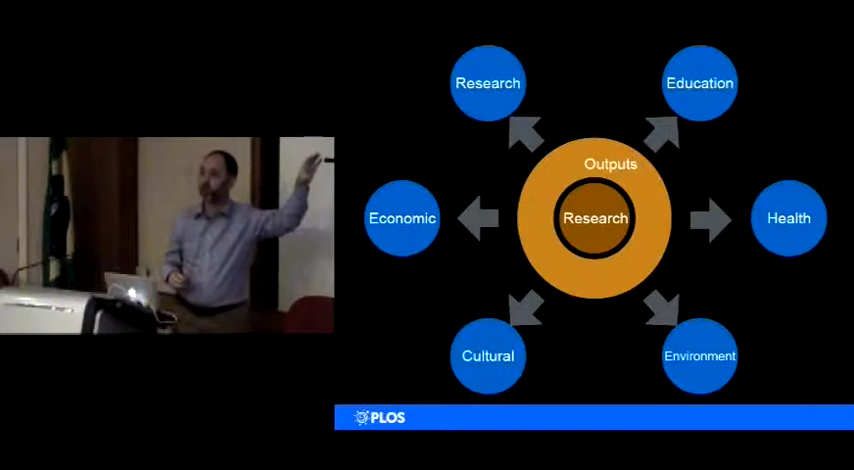 Research
Education
Outputs
Economic
Research
Health
Cultural
Environment
PLOS